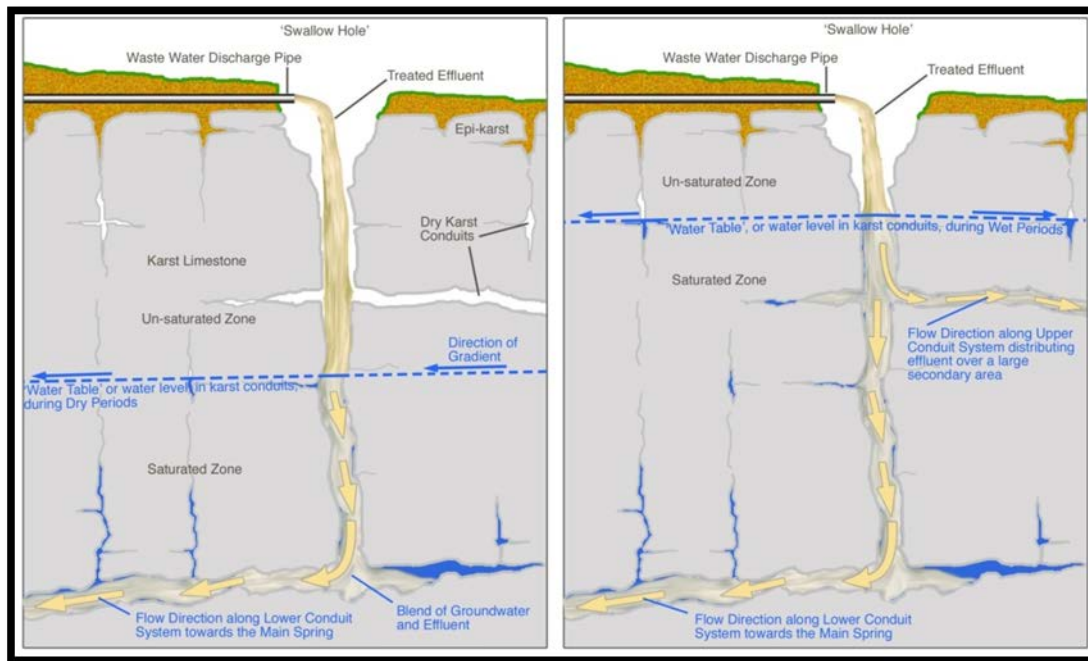 'Swallow Hole'
Waste Water Discharge Pipe
Treated Effluent
Epi-karst
Dry Karst
Conduits
Karst Limestone
Un-saturated Zone
Direction of
Gradient
'Water Table' or water level in karst conduits,
during Dry Periods
Saturated Zone
Flow Direction along Lower Conduit
System towards the Main Spring
Blend of Groundwater
and Effluent
'Swallow Hole'
Waste Water Discharge Pipe
Treated Effluent
Un-saturated Zone
'Water Table', or water level in karst conduits, during Wet Periods
Saturated Zone
Flow Direction along Upper
Conduit System distributing
effluent over a large
secondary area
Flow Direction along Lower Conduit
System towards the Main Spring